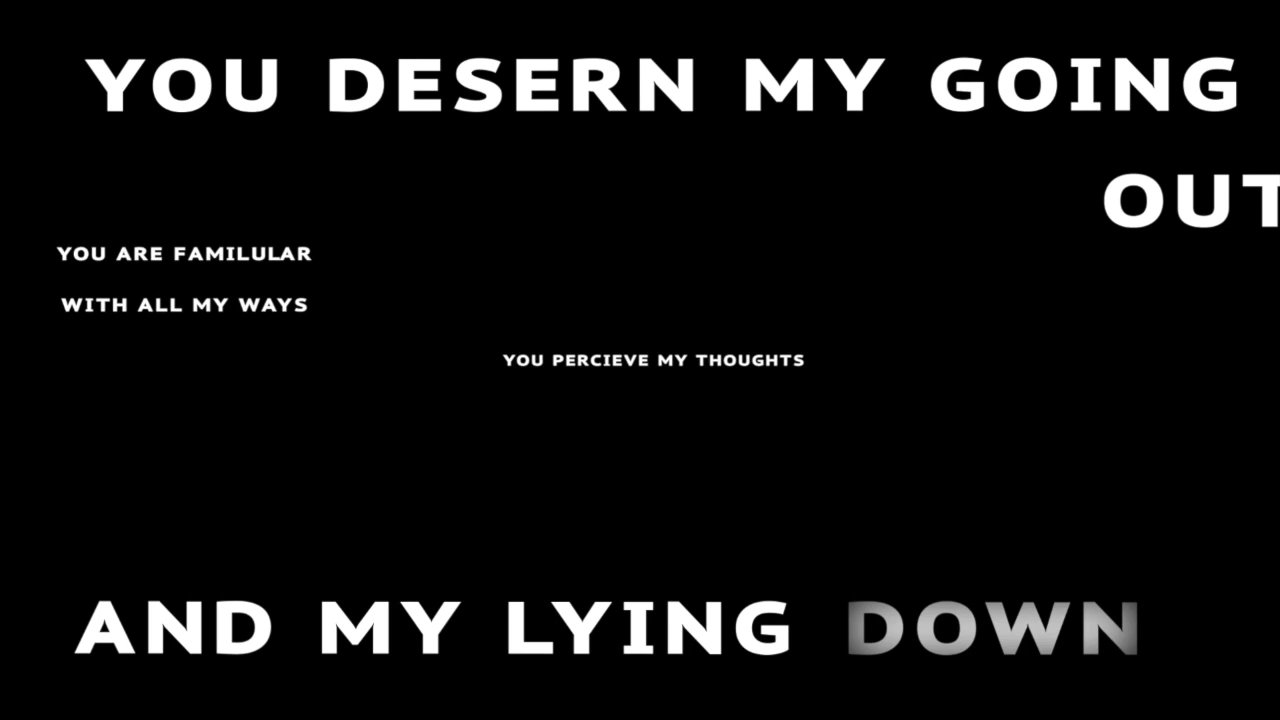 YOU DESERN MY GOING
OUT
YOU ARE FAMILULAR
WITH ALL MY WAYS
YOU PERCIEVE MY THOUGHTS
AND MY LYING DOWN